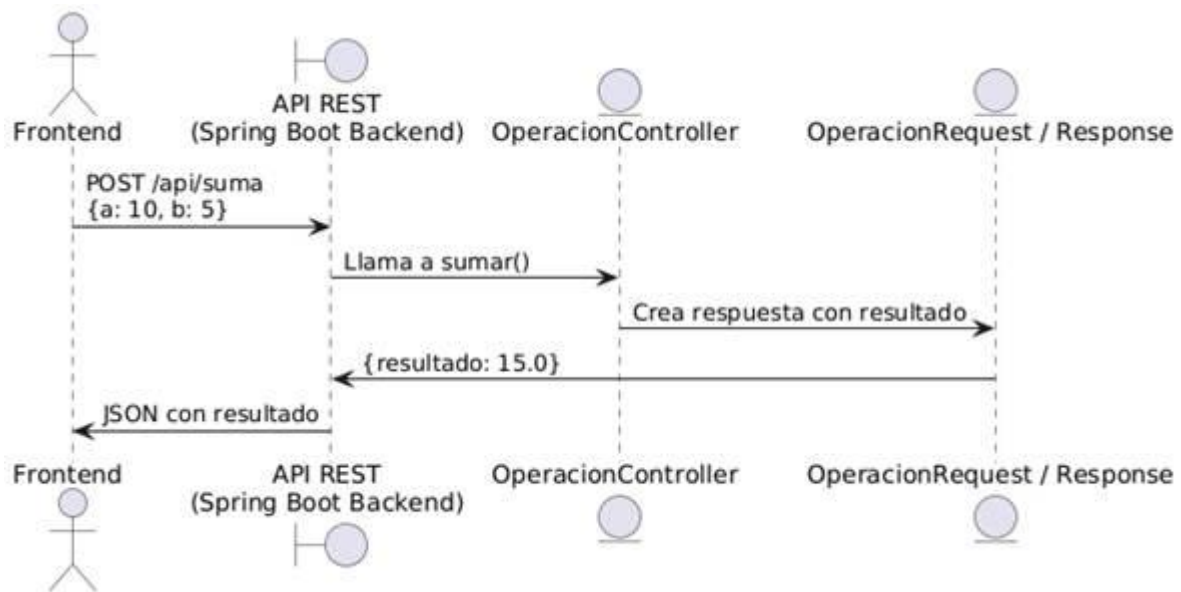 Frontend
API REST
(Spring Boot Backend)
OperacionController
OperacionRequest / Response
POST /api/suma
{a: 10, b: 5}
Llama a sumar()
Crea respuesta con resultado
{resultado: 15.0}
JSON con resultado
Frontend
API REST
(Spring Boot Backend)
OperacionController
OperacionRequest / Response